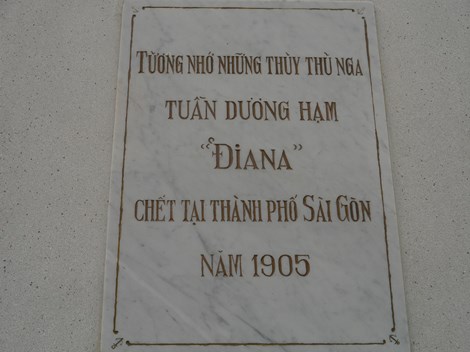 TƯỞNG NHỚ NHỮNG THỦY THỦ NGA
TUẦN DƯƠNG HẠM
"ĐIANA"
CHẾT TẠI THÀNH PHỐ SÀI GÒN
NĂM 1905